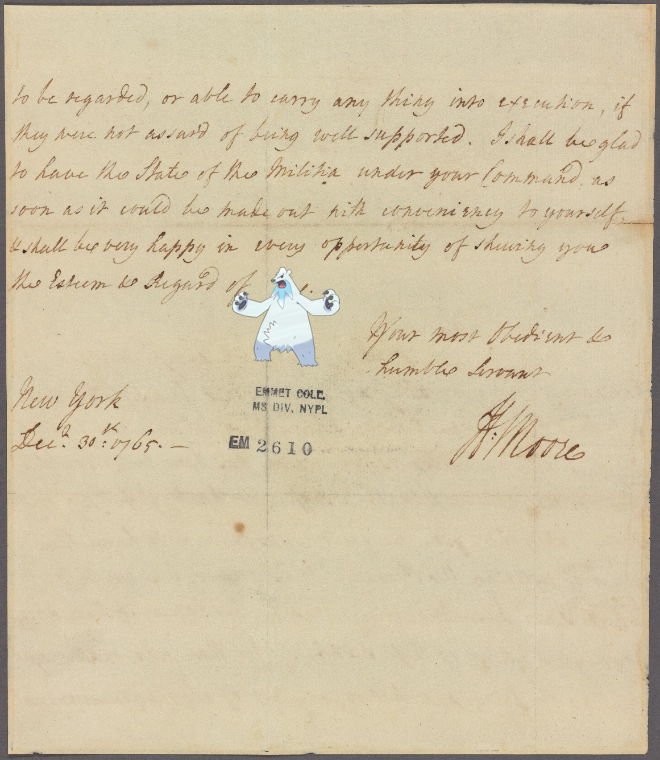 to be regarded, or able to carry any thing into execution, if
they were not assurd of being well supported. I shall be glad
to have the State of the Militia under your Command, as
soon as it could be made out with conveniency to yourself,
& shall be very happy in every opportunity of shewing you
the Esteem & Regard of
Your most Obedient &
humble Servant
EMMET COLL.
MS DIV, NYPL
New York
Decr. 30th. 1765. —
EM 2610
H: Moore